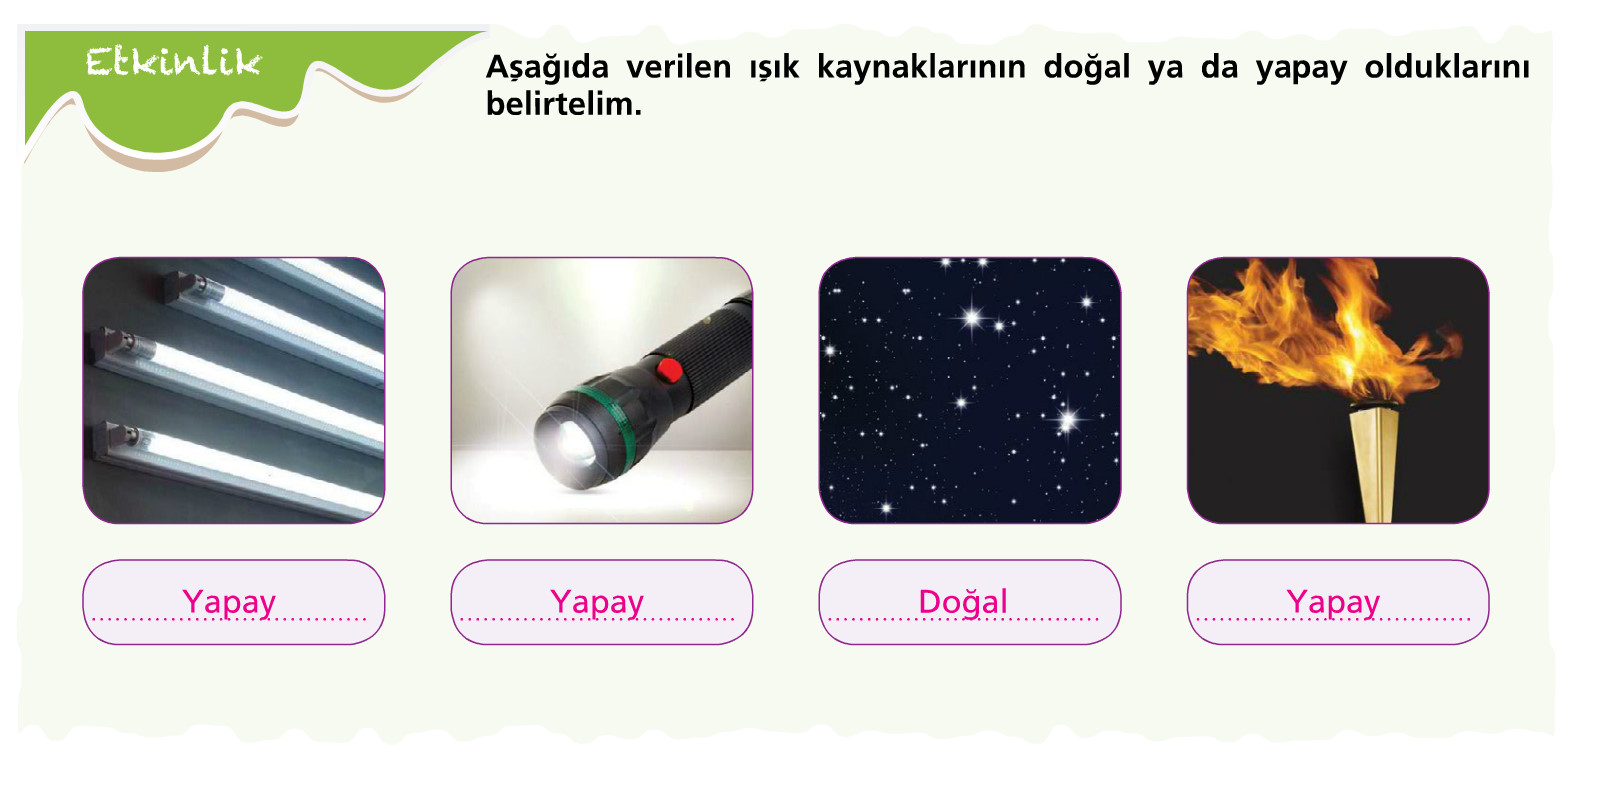 Etkinlik
Aşağıda verilen ışık kaynaklarının doğal ya da yapay olduklarını
belirtelim.
Yapay
Yapay
Doğal
Yapay